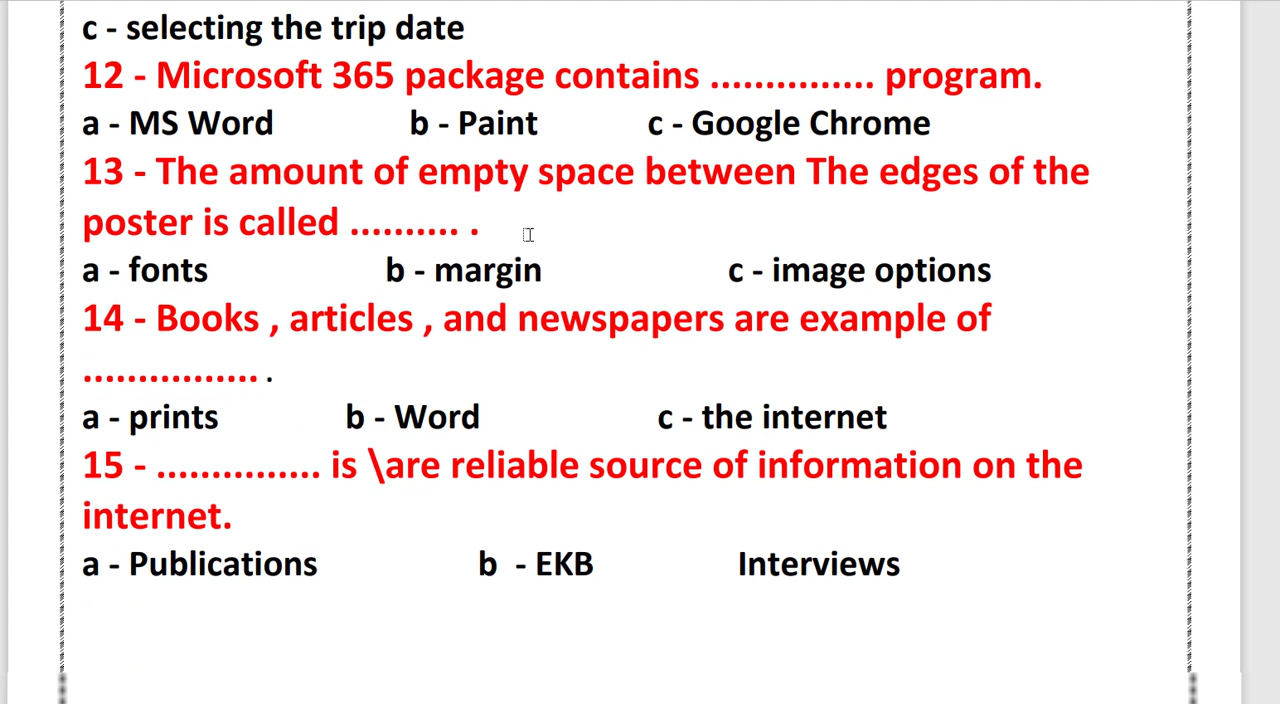 c - selecting the trip date
12 - Microsoft 365 package contains ............... program.
a - MS Word b - Paint c - Google Chrome
13 - The amount of empty space between The edges of the
poster is called .......... .
a - fonts b - margin c - image options
14 - Books , articles , and newspapers are example of
................ .
a - prints b - Word c - the internet
15 - ............... is \are reliable source of information on the
internet.
a - Publications b - EKB Interviews